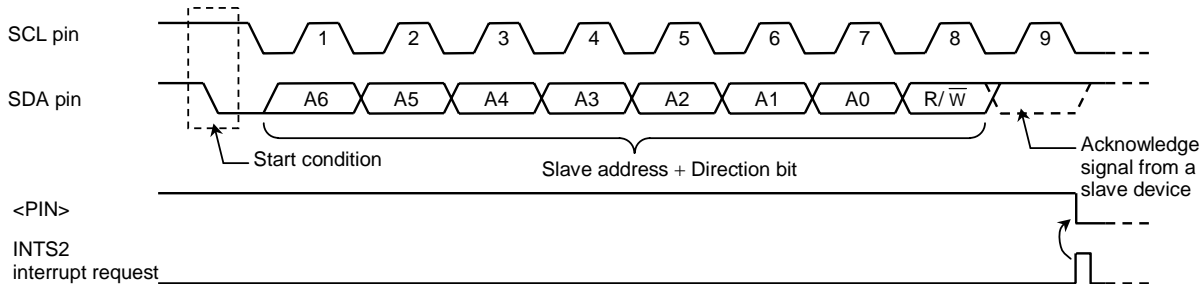 SCL pin
1 2 3 4 5 6 7 8 9
SDA pin
A6 A5 A4 A3 A2 A1 A0 R/W̅
Start condition
Slave address + Direction bit
Acknowledge
signal from a
slave device
<PIN>
INTS2
interrupt request